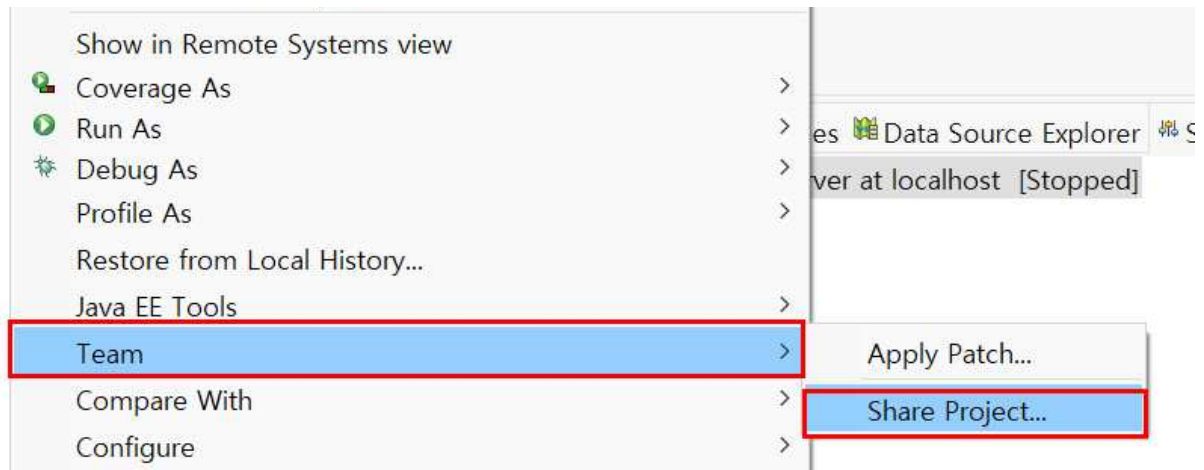 Show in Remote Systems view
Coverage As
Run As
Debug As
Profile As
Restore from Local History...
Java EE Tools
Team
Compare With
Configure
es Data Source Explorer S
ver at localhost [Stopped]
Apply Patch...
Share Project...